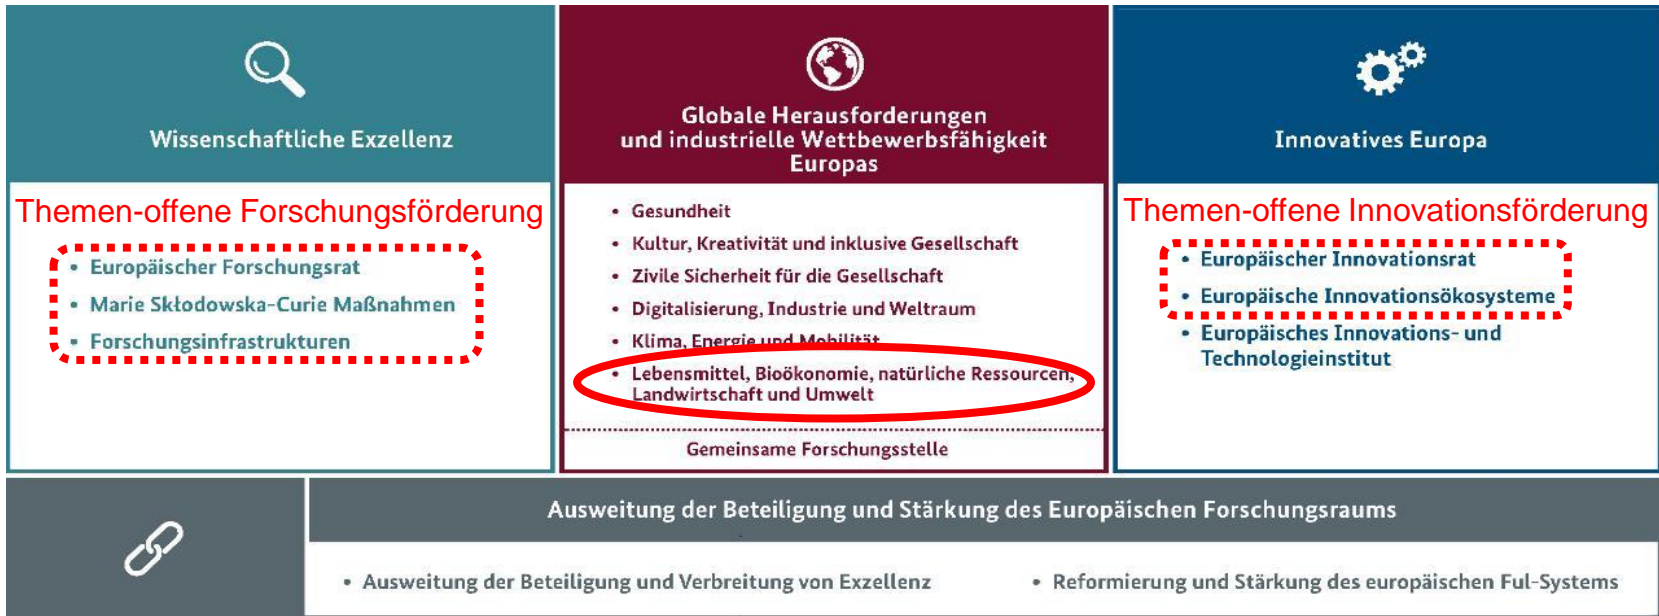 Wissenschaftliche Exzellenz
Themen-offene Forschungsförderung
• Europäischer Forschungsrat
• Marie Skłodowska-Curie Maßnahmen
• Forschungsinfrastrukturen
Globale Herausforderungen
und industrielle Wettbewerbsfähigkeit
Europas
• Gesundheit
• Kultur, Kreativität und inklusive Gesellschaft
• Zivile Sicherheit für die Gesellschaft
• Digitalisierung, Industrie und Weltraum
• Klima, Energie und Mobilität
• Lebensmittel, Bioökonomie, natürliche Ressourcen,
Landwirtschaft und Umwelt
Gemeinsame Forschungsstelle
Innovatives Europa
Themen-offene Innovationsförderung
• Europäischer Innovationsrat
• Europäische Innovationsökosysteme
• Europäisches Innovations- und
Technologieinstitut
Ausweitung der Beteiligung und Stärkung des Europäischen Forschungsraums
• Ausweitung der Beteiligung und Verbreitung von Exzellenz
• Reformierung und Stärkung des europäischen FuI-Systems